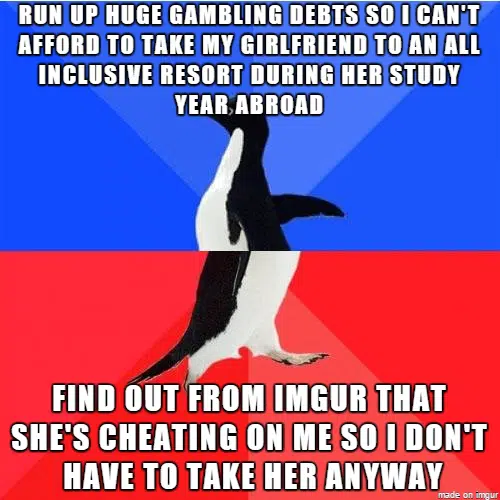 RUN UP HUGE GAMBLING DEBTS SO I CAN'T
AFFORD TO TAKE MY GIRLFRIEND TO AN ALL
INCLUSIVE RESORT DURING HER STUDY
YEAR ABROAD
FIND OUT FROM IMGUR THAT
SHE'S CHEATING ON ME SO I DON'T
HAVE TO TAKE HER ANYWAY
made on imgur